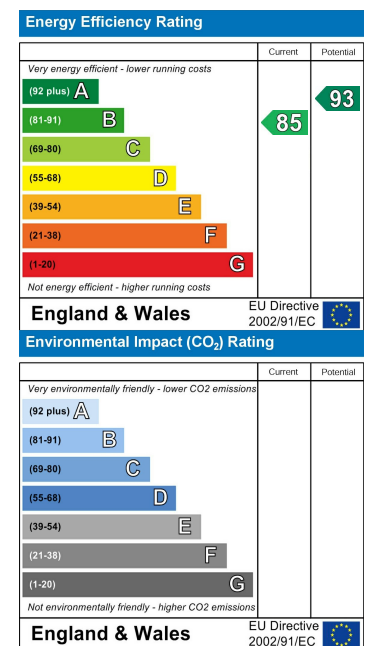 Energy Efficiency Rating
Current Potential
Very energy efficient - lower running costs
(92 plus) A
93
(81-91) B
85
(69-80) C
(55-68) D
(39-54) E
(21-38) F
(1-20) G
Not energy efficient - higher running costs
England & Wales
EU Directive
2002/91/EC
Environmental Impact (CO₂) Rating
Current Potential
Very environmentally friendly - lower CO2 emissions
(92 plus) A
(81-91) B
(69-80) C
(55-68) D
(39-54) E
(21-38) F
(1-20) G
Not environmentally friendly - higher CO2 emissions
England & Wales
EU Directive
2002/91/EC